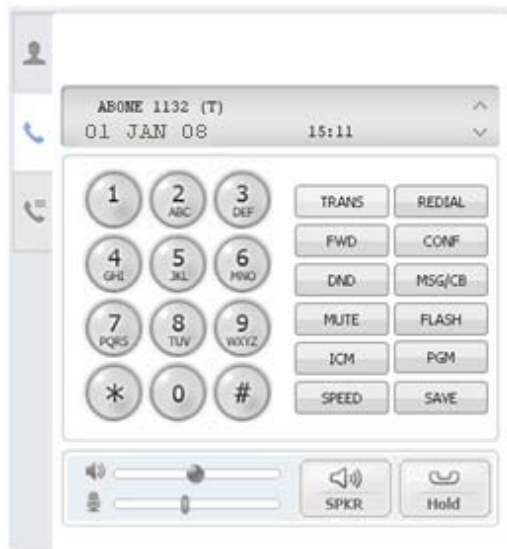 ABONE 1132 (T)
01 JAN 08 15:11
1 2 ABC 3 DEF
TRANS REDIAL
FWD CONF
4 GHI 5 JKL 6 MNO
DND MSG/CB
7 PQRS 8 TUV 9 WXYZ
MUTE FLASH
ICM PGM
* 0 #
SPEED SAVE
SPKR Hold